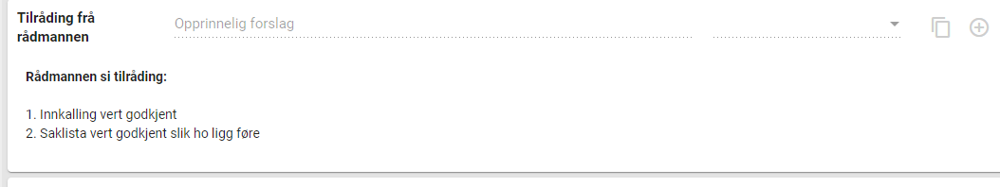 Tilråding frå
rådmannen
Opprinnelig forslag
Rådmannen si tilråding:
1. Innkalling vert godkjent
2. Saklista vert godkjent slik ho ligg føre